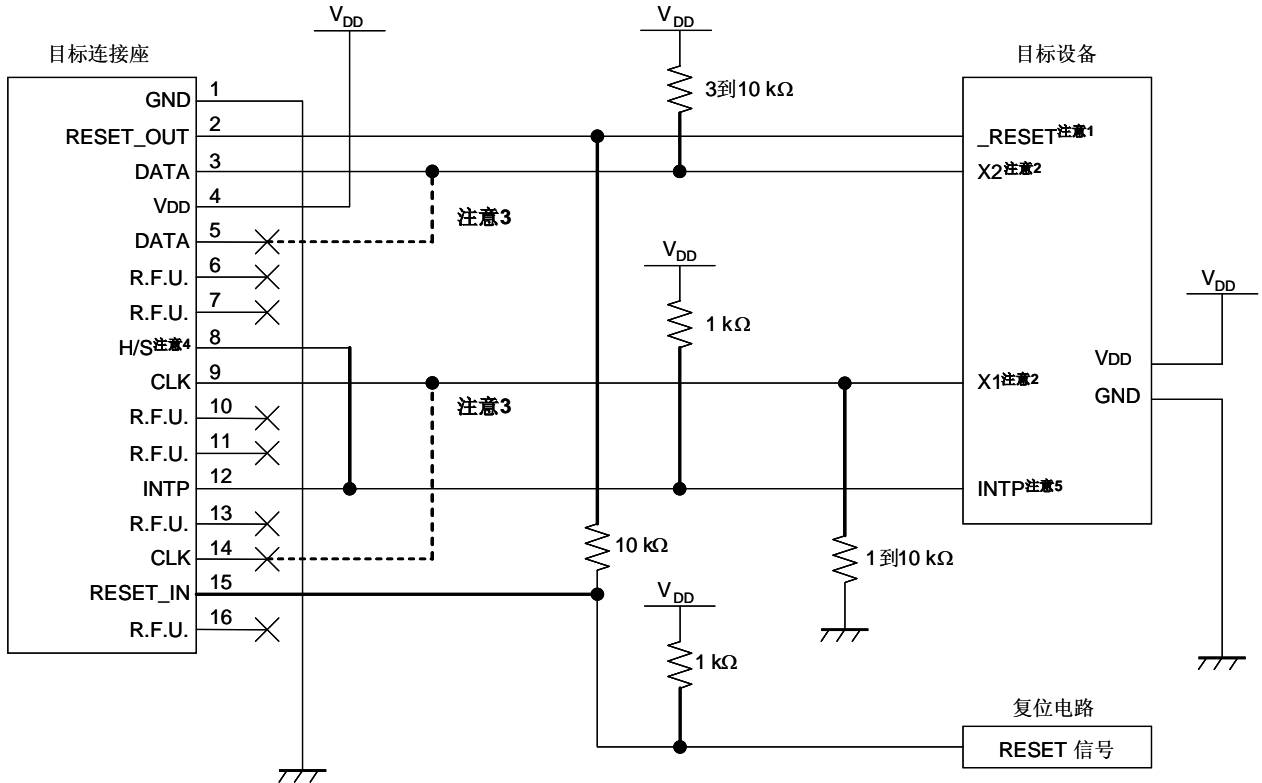 VDD
VDD
目标连接座
目标设备
GND 1
3到10 kΩ
RESET_OUT 2
_RESET注意1
DATA 3
X2注意2
VDD 4
注意3
DATA 5
VDD
R.F.U. 6
VDD
R.F.U. 7
1 kΩ
H/S注意4 8
VDD
CLK 9
X1注意2
GND
注意3
R.F.U. 10
R.F.U. 11
INTP 12
INTP注意5
R.F.U. 13
10 kΩ
CLK 14
1到10 kΩ
RESET_IN 15
VDD
R.F.U. 16
1 kΩ
复位电路
RESET 信号